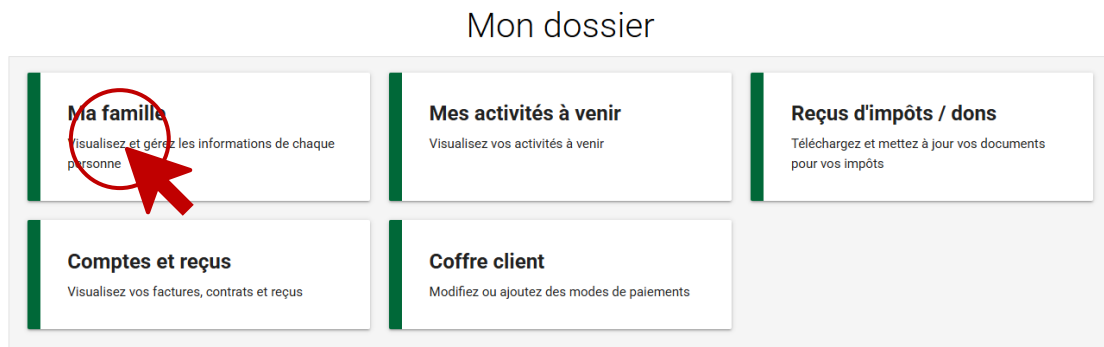 Mon dossier
Ma famille
Visualisez et gérez les informations de chaque
personne
Mes activités à venir
Visualisez vos activités à venir
Reçus d'impôts / dons
Téléchargez et mettez à jour vos documents
pour vos impôts
Comptes et reçus
Visualisez vos factures, contrats et reçus
Coffre client
Modifiez ou ajoutez des modes de paiements